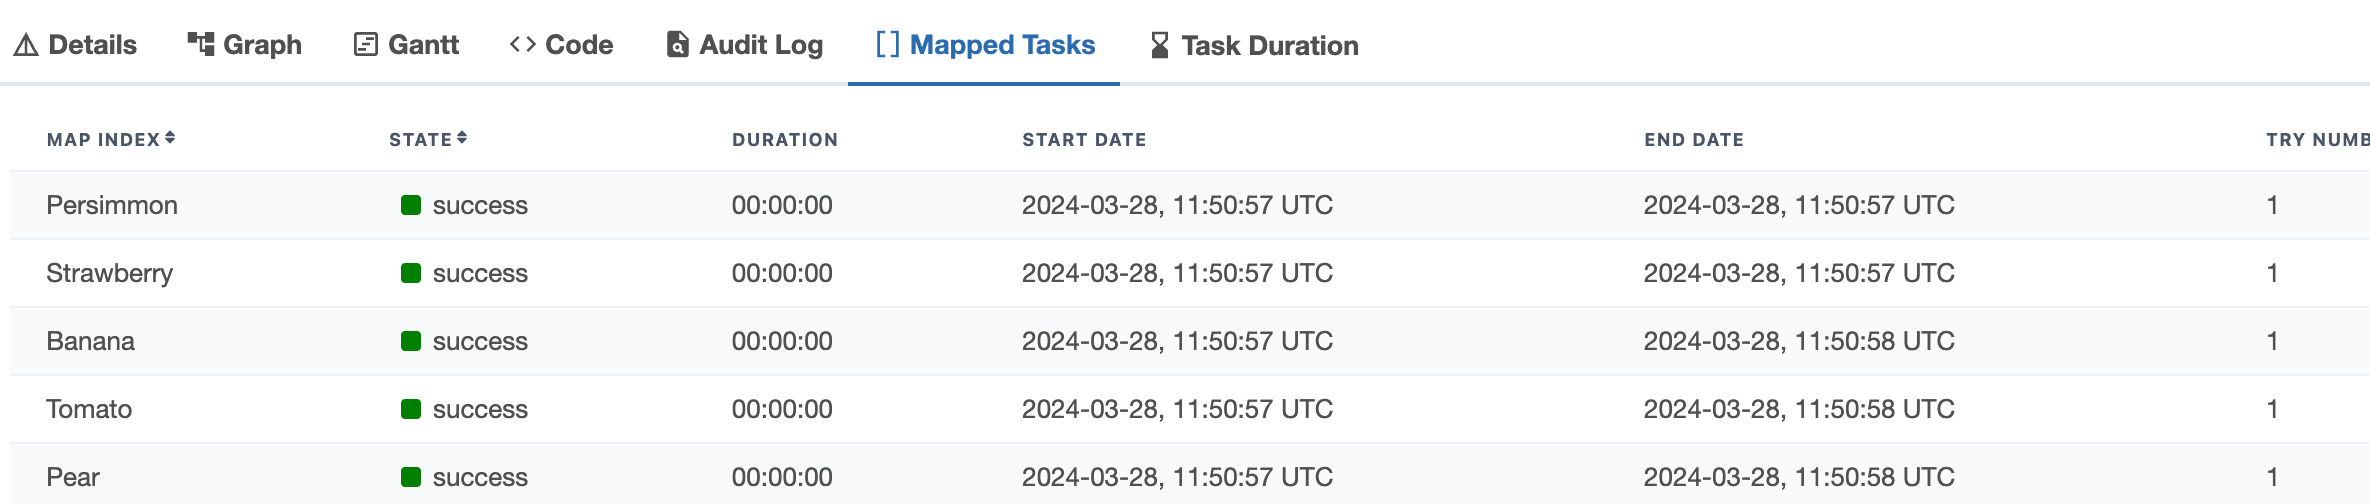 Details Graph Gantt Code Audit Log Mapped Tasks Task Duration
MAP INDEX STATE DURATION START DATE END DATE TRY NUMB
Persimmon success 00:00:00 2024-03-28, 11:50:57 UTC 2024-03-28, 11:50:57 UTC 1
Strawberry success 00:00:00 2024-03-28, 11:50:57 UTC 2024-03-28, 11:50:57 UTC 1
Banana success 00:00:00 2024-03-28, 11:50:57 UTC 2024-03-28, 11:50:58 UTC 1
Tomato success 00:00:00 2024-03-28, 11:50:57 UTC 2024-03-28, 11:50:58 UTC 1
Pear success 00:00:00 2024-03-28, 11:50:57 UTC 2024-03-28, 11:50:58 UTC 1